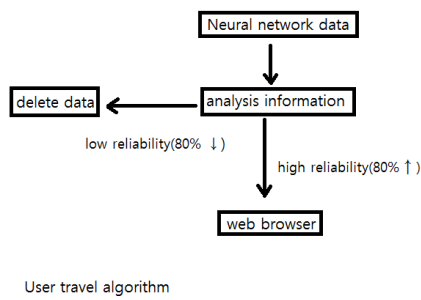 Neural network data
delete data
analysis information
low reliability(80% ↓)
high reliability(80%↑)
web browser
User travel algorithm